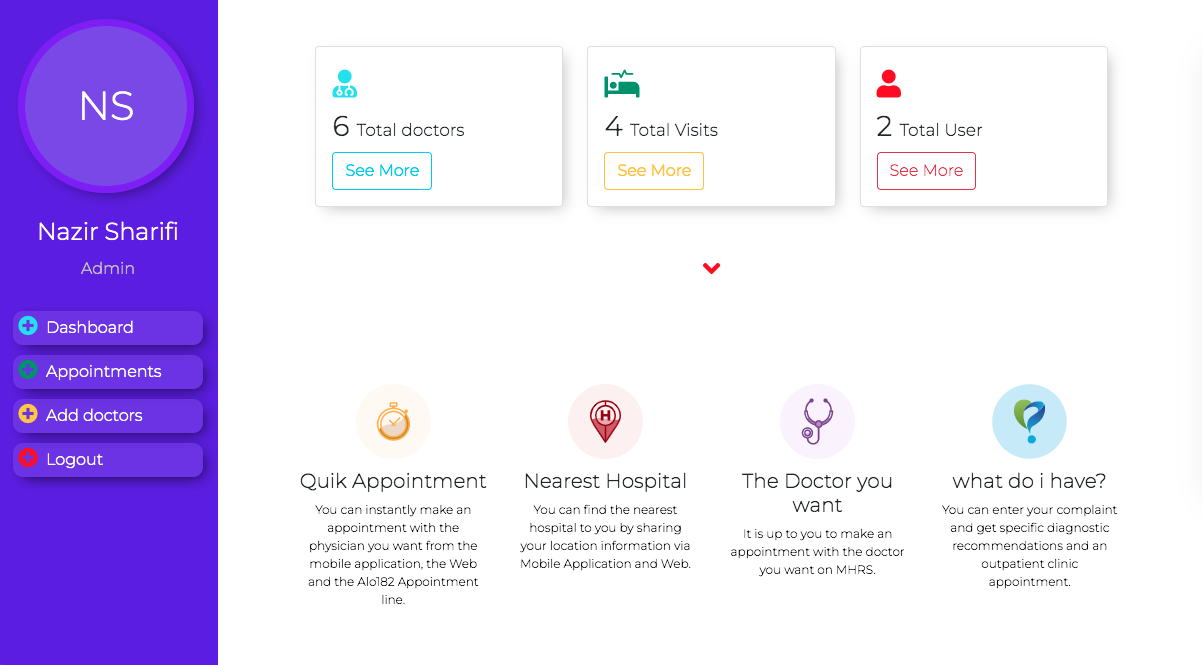 NS
Nazir Sharifi
Admin
Dashboard
Appointments
Add doctors
Logout
6 Total doctors
See More
4 Total Visits
See More
2 Total User
See More
Quik Appointment
You can instantly make an
appointment with the
physician you want from the
mobile application, the Web
and the Alo182 Appointment
line.
H
Nearest Hospital
You can find the nearest
hospital to you by sharing
your location information via
Mobile Application and Web.
The Doctor you
want
It is up to you to make an
appointment with the doctor
you want on MHRS.
what do i have?
You can enter your complaint
and get specific diagnostic
recommendations and an
outpatient clinic
appointment.